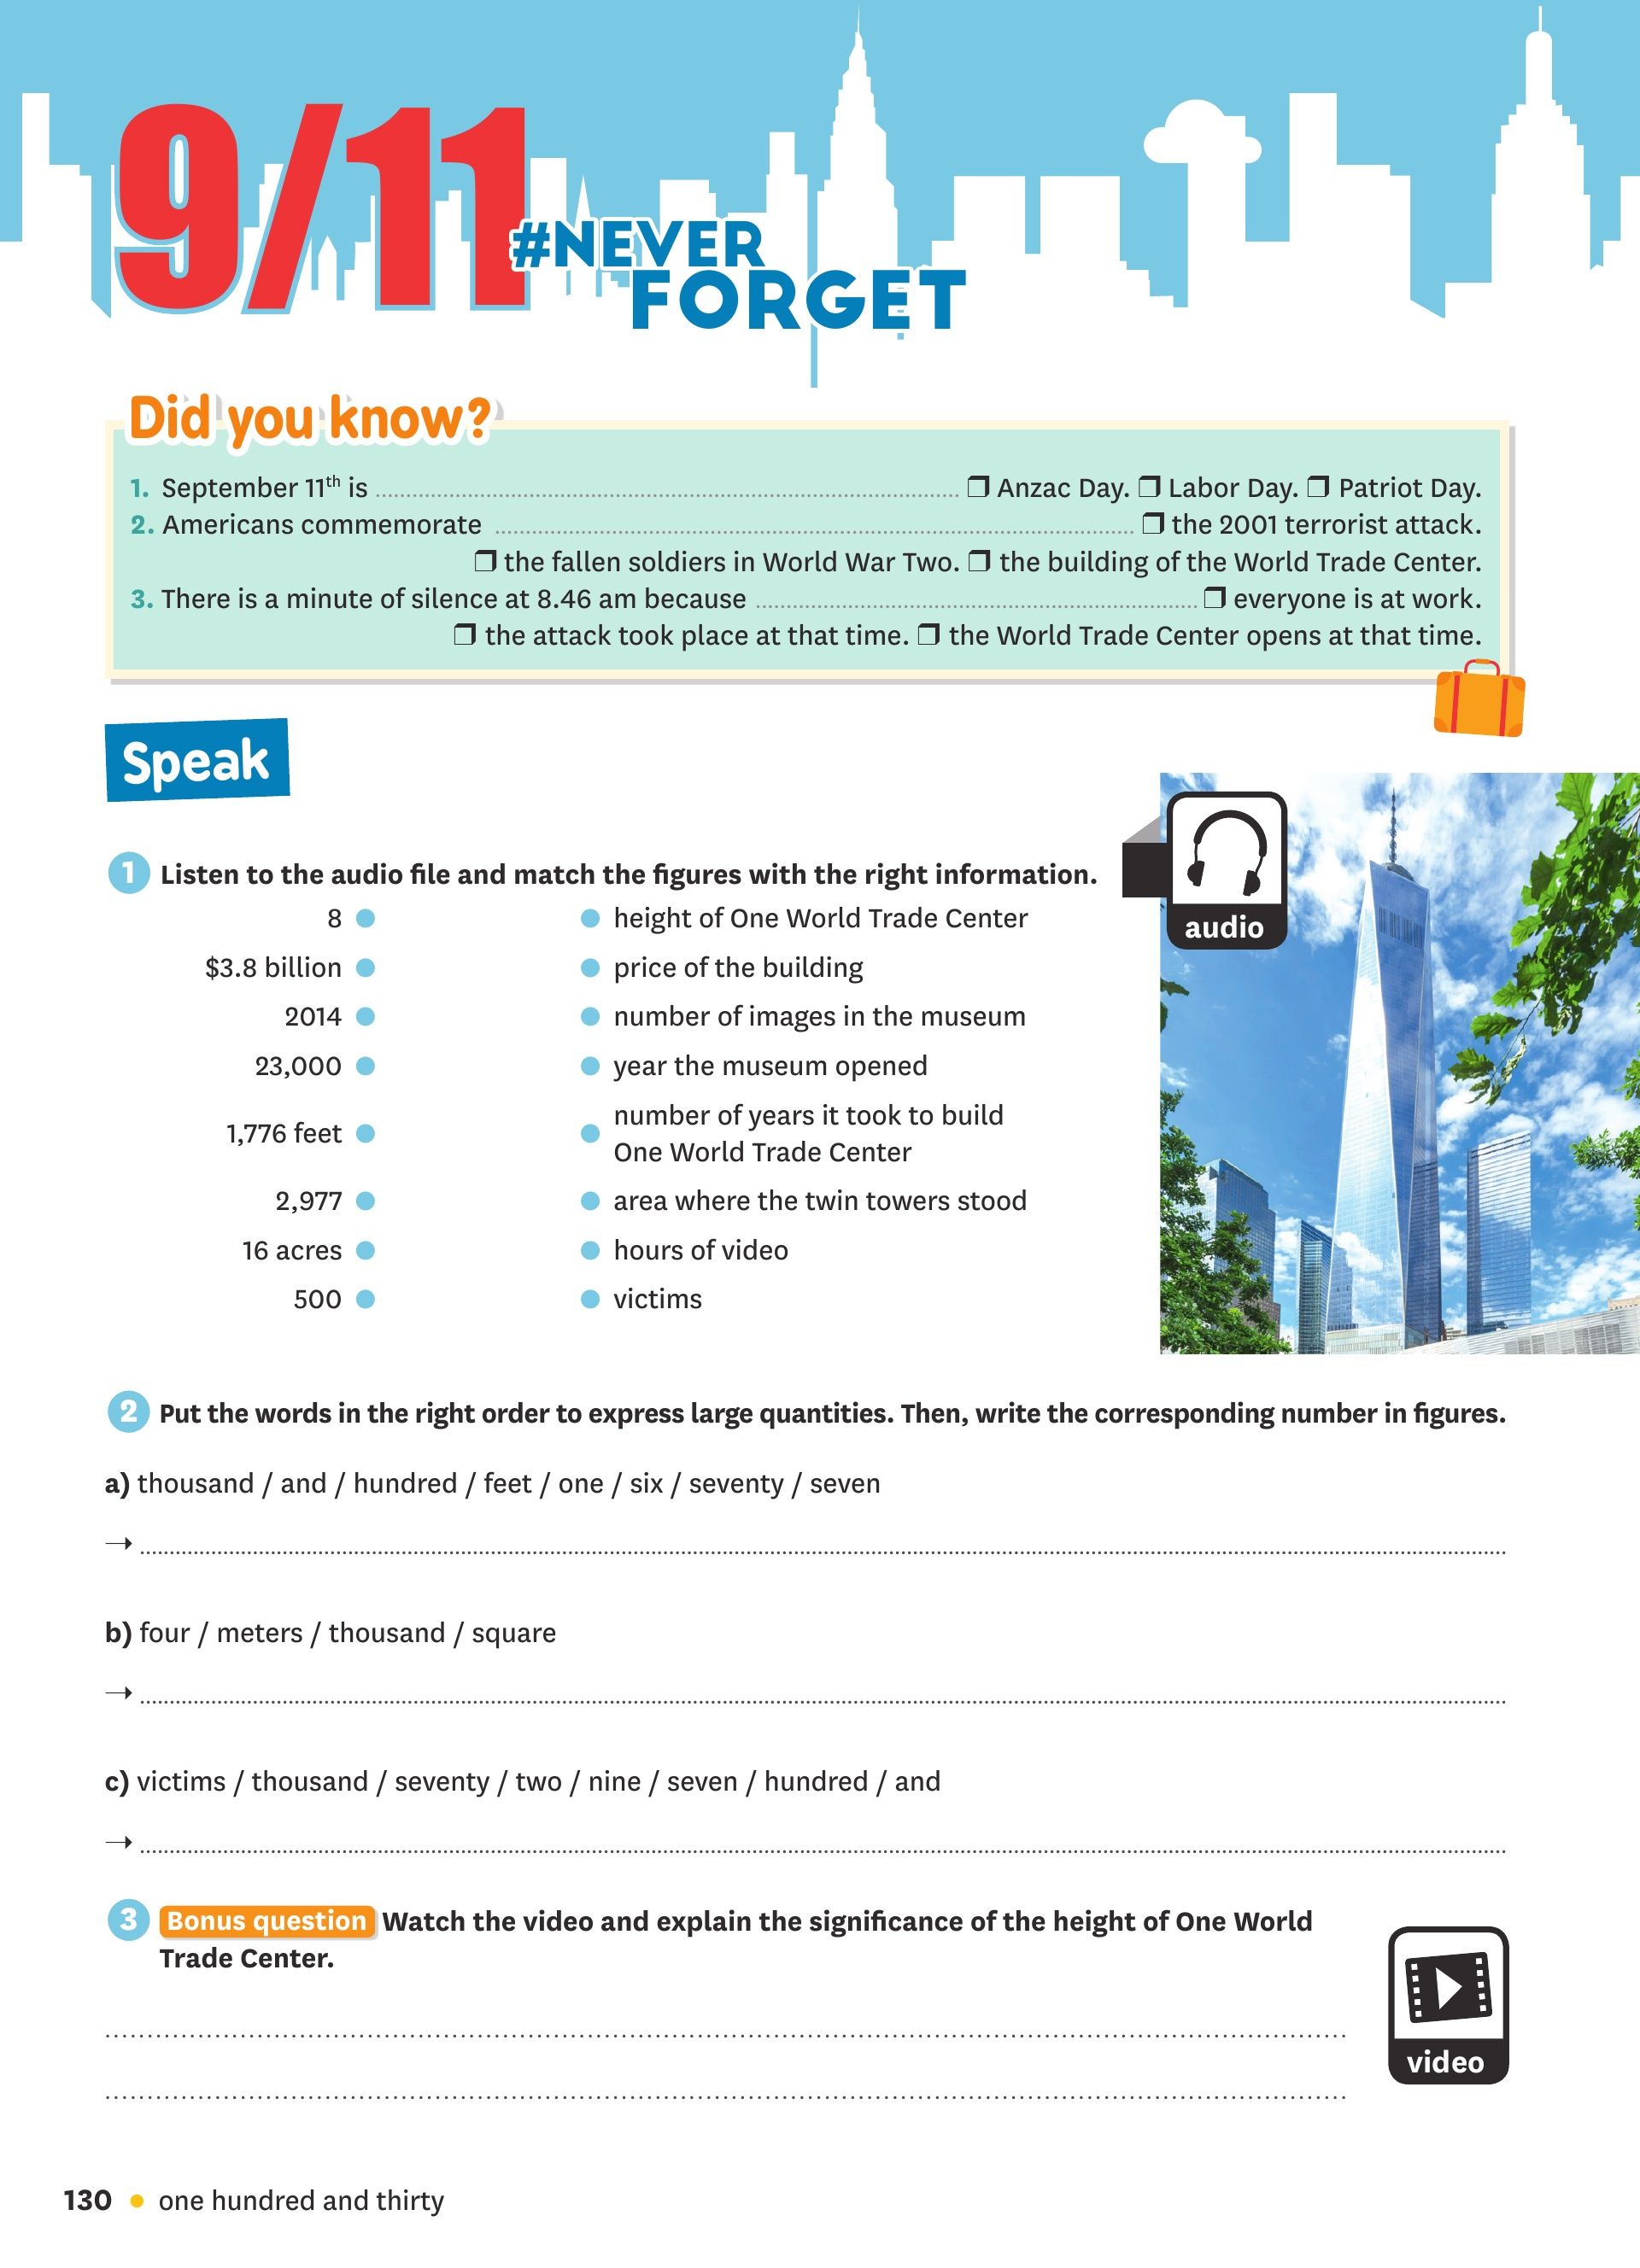 9/11
#NEVER
FORGET
Did you know?
1. September 11th is ........ ❒ Anzac Day. ❒ Labor Day. ❒ Patriot Day.
2. Americans commemorate ........ ❒ the 2001 terrorist attack.
❒ the fallen soldiers in World War Two. ❒ the building of the World Trade Center.
3. There is a minute of silence at 8.46 am because ........ ❒ everyone is at work.
❒ the attack took place at that time. ❒ the World Trade Center opens at that time.
Speak
1 Listen to the audio file and match the figures with the right information.
audio
8 ● ● height of One World Trade Center
$3.8 billion ● ● price of the building
2014 ● ● number of images in the museum
23,000 ● ● year the museum opened
1,776 feet ● ● number of years it took to build
One World Trade Center
2,977 ● ● area where the twin towers stood
16 acres ● ● hours of video
500 ● ● victims
2 Put the words in the right order to express large quantities. Then, write the corresponding number in figures.
a) thousand / and / hundred / feet / one / six / seventy / seven
→ ........
b) four / meters / thousand / square
→ ........
c) victims / thousand / seventy / two / nine / seven / hundred / and
→ ........
3 Bonus question Watch the video and explain the significance of the height of One World
Trade Center.
video
130 • one hundred and thirty